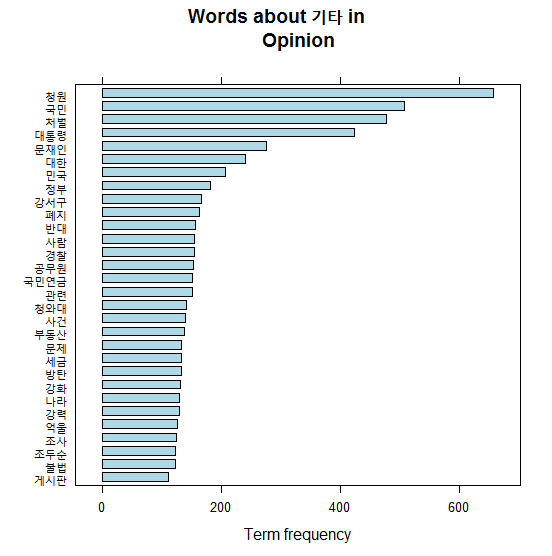 Words about 기타 in
Opinion
청원
국민
처벌
대통령
문재인
대한
민국
정부
강서구
폐지
반대
사람
경찰
공무원
국민연금
관련
청와대
사건
부동산
문제
세금
방탄
강화
나라
강력
억울
조사
조두순
불법
게시판
0 200 400 600
Term frequency